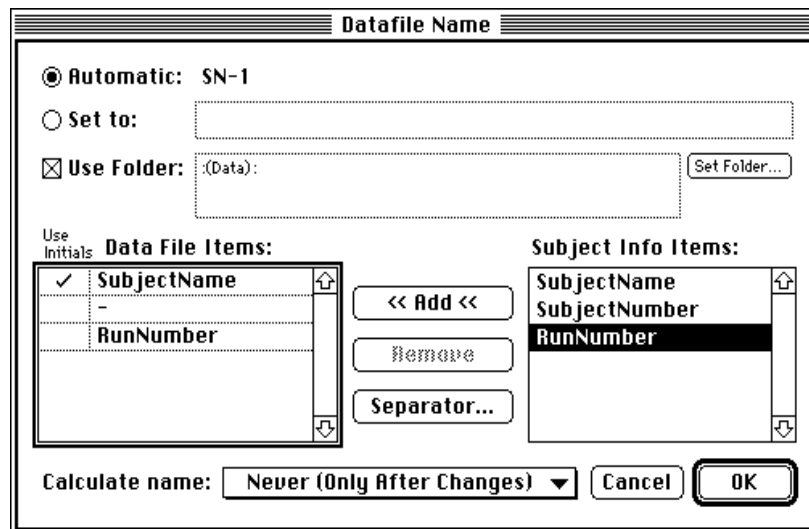 Datafile Name
Automatic: SN-1
Set to:
Use Folder: :(Data):
Set Folder...
Use
Initials
Data File Items:
Subject Info Items:
✓ SubjectName
-
RunNumber
<< Add <<
Remove
Separator...
SubjectName
SubjectNumber
RunNumber
Calculate name: Never (Only After Changes)
Cancel
OK